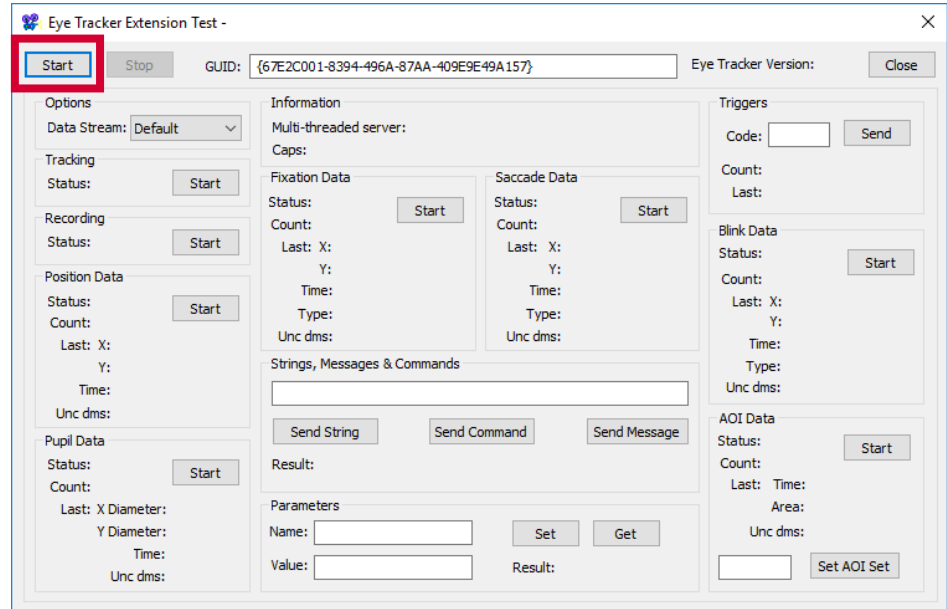 Eye Tracker Extension Test -
Start Stop GUID: {67E2C001-8394-496A-87AA-409E9E49A157} Eye Tracker Version: Close
Options
Data Stream: Default
Tracking
Status: Start
Recording
Status: Start
Position Data
Status: Start
Count:
Last: X:
Y:
Time:
Unc dms:
Pupil Data
Status: Start
Count:
Last: X Diameter:
Y Diameter:
Time:
Unc dms:
Information
Multi-threaded server:
Caps:
Fixation Data
Status: Start
Count:
Last: X:
Y:
Time:
Type:
Unc dms:
Saccade Data
Status: Start
Count:
Last: X:
Y:
Time:
Type:
Unc dms:
Strings, Messages & Commands
Send String Send Command Send Message
Result:
Parameters
Name: Set Get
Value: Result:
Triggers
Code: Send
Count:
Last:
Blink Data
Status: Start
Count:
Last: X:
Y:
Time:
Type:
Unc dms:
AOI Data
Status: Start
Count:
Last: Time:
Area:
Unc dms:
Set AOI Set